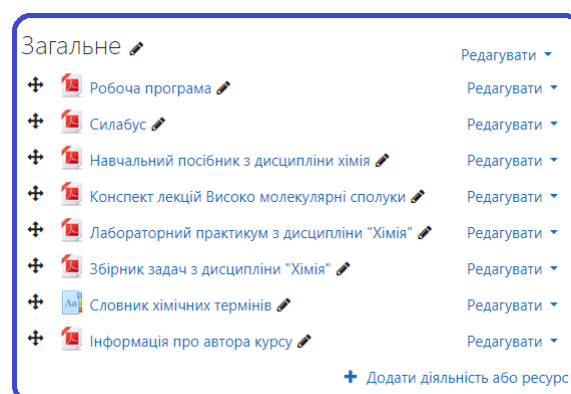 Загальне
Редагувати
Робоча програма Редагувати
Силабус Редагувати
Навчальний посібник з дисципліни хімія Редагувати
Конспект лекцій Високо молекулярні сполуки Редагувати
Лабораторний практикум з дисципліни "Хімія" Редагувати
Збірник задач з дисципліни "Хімія" Редагувати
Словник хімічних термінів Редагувати
Інформація про автора курсу Редагувати
Додати діяльність або ресурс